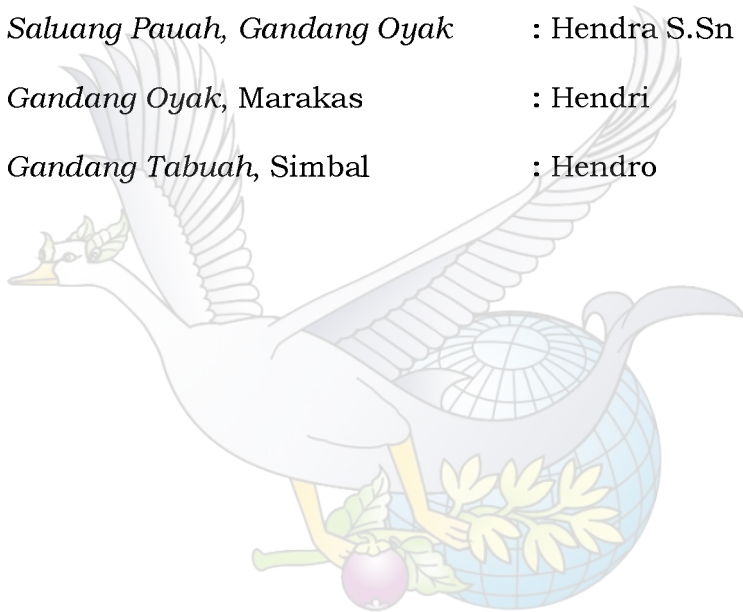 Saluang Pauah, Gandang Oyak : Hendra S.Sn
Gandang Oyak, Marakas : Hendri
Gandang Tabuah, Simbal : Hendro